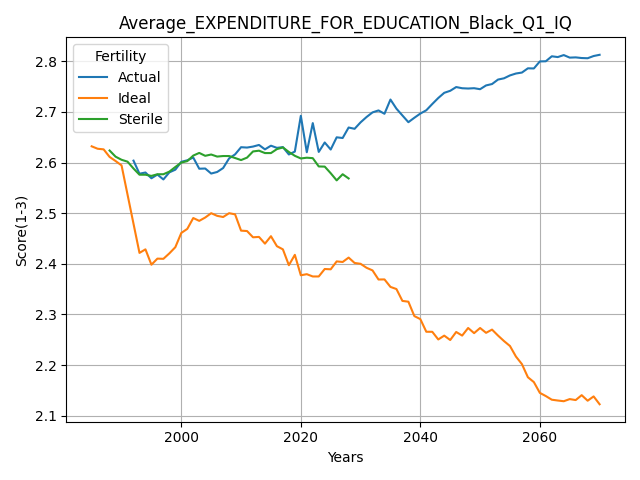 Average_EXPENDITURE_FOR_EDUCATION_Black_Q1_IQ
Fertility
Actual
Ideal
Sterile
Score(1-3)
2.8
2.7
2.6
2.5
2.4
2.3
2.2
2.1
2000
2020
2040
2060
Years